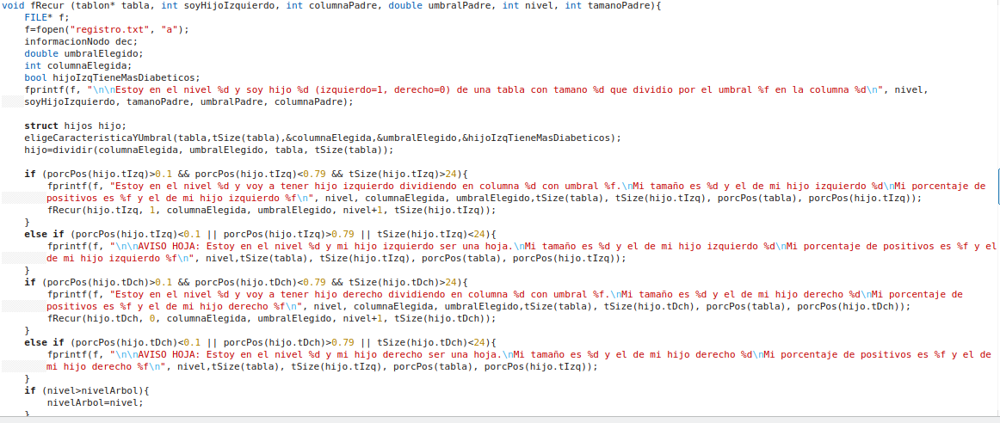 void fRecur (tablon* tabla, int soyHijoIzquierdo, int columnaPadre, double umbralPadre, int nivel, int tamanoPadre){
FILE* f;
f=fopen("registro.txt", "a");
informacionNodo dec;
double umbralElegido;
int columnaElegida;
bool hijoIzqTieneMasDiabeticos;
fprintf(f, "\n\nEstoy en el nivel %d y soy hijo %d (izquierdo=1, derecho=0) de una tabla con tamano %d que dividio por el umbral %f en la columna %d\n", nivel,
soyHijoIzquierdo, tamanoPadre, umbralPadre, columnaPadre);
struct hijos hijo;
eligeCaracteristicaYUmbral(tabla,tSize(tabla),&columnaElegida,&umbralElegido,&hijoIzqTieneMasDiabeticos);
hijo=dividir(columnaElegida, umbralElegido, tabla, tSize(tabla));
if (porcPos(hijo.tIzq)>0.1 && porcPos(hijo.tIzq)<0.79 && tSize(hijo.tIzq)>24){
fprintf(f, "Estoy en el nivel %d y voy a tener hijo izquierdo dividiendo en columna %d con umbral %f.\nMi tamaño es %d y el de mi hijo izquierdo %d\nMi porcentaje de
positivos es %f y el de mi hijo izquierdo %f\n", nivel, columnaElegida, umbralElegido,tSize(tabla), tSize(hijo.tIzq), porcPos(tabla), porcPos(hijo.tIzq));
fRecur(hijo.tIzq, 1, columnaElegida, umbralElegido, nivel+1, tSize(hijo.tIzq));
}
else if (porcPos(hijo.tIzq)<0.1 || porcPos(hijo.tIzq)>0.79 || tSize(hijo.tIzq)<24){
fprintf(f, "\n\nAVISO HOJA: Estoy en el nivel %d y mi hijo izquierdo ser una hoja.\nMi tamaño es %d y el de mi hijo izquierdo %d\nMi porcentaje de positivos es %f y el
de mi hijo izquierdo %f\n", nivel,tSize(tabla), tSize(hijo.tIzq), porcPos(tabla), porcPos(hijo.tIzq));
}
if (porcPos(hijo.tDch)>0.1 && porcPos(hijo.tDch)<0.79 && tSize(hijo.tDch)>24){
fprintf(f, "Estoy en el nivel %d y voy a tener hijo derecho dividiendo en columna %d con umbral %f.\nMi tamaño es %d y el de mi hijo derecho %d\nMi porcentaje de
positivos es %f y el de mi hijo derecho %f\n", nivel, columnaElegida, umbralElegido,tSize(tabla), tSize(hijo.tDch), porcPos(tabla), porcPos(hijo.tDch));
fRecur(hijo.tDch, 0, columnaElegida, umbralElegido, nivel+1, tSize(hijo.tDch));
}
else if (porcPos(hijo.tDch)<0.1 || porcPos(hijo.tDch)>0.79 || tSize(hijo.tDch)<24){
fprintf(f, "\n\nAVISO HOJA: Estoy en el nivel %d y mi hijo derecho ser una hoja.\nMi tamaño es %d y el de mi hijo derecho %d\nMi porcentaje de positivos es %f y el de
mi hijo derecho %f\n", nivel,tSize(tabla), tSize(hijo.tIzq), porcPos(tabla), porcPos(hijo.tIzq));
}
if (nivel>nivelArbol){
nivelArbol=nivel;
}